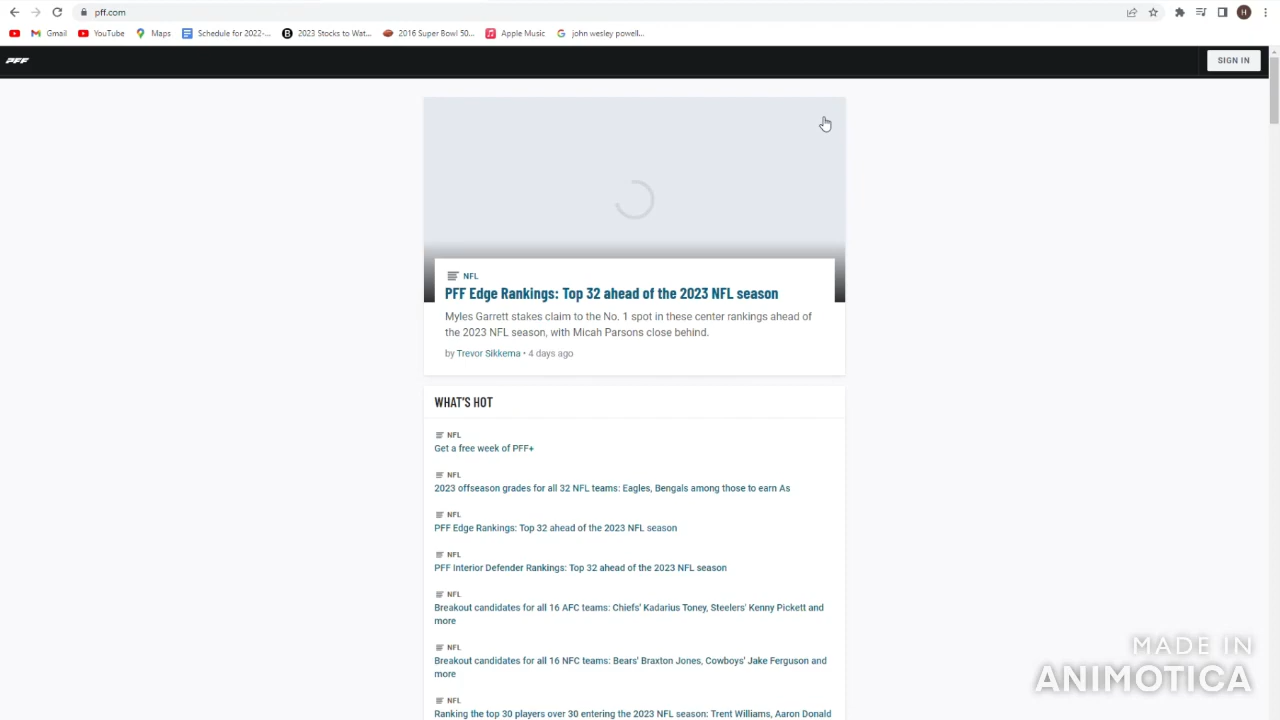 pff.com
Gmail
YouTube
Maps
Schedule for 2022-...
2023 Stocks to Wat...
2016 Super Bowl 50...
Apple Music
john wesley powell...
PFF
SIGN IN
NFL
PFF Edge Rankings: Top 32 ahead of the 2023 NFL season
Myles Garrett stakes claim to the No. 1 spot in these center rankings ahead of
the 2023 NFL season, with Micah Parsons close behind.
by Trevor Sikkema • 4 days ago
WHAT'S HOT
NFL
Get a free week of PFF+
NFL
2023 offseason grades for all 32 NFL teams: Eagles, Bengals among those to earn As
NFL
PFF Edge Rankings: Top 32 ahead of the 2023 NFL season
NFL
PFF Interior Defender Rankings: Top 32 ahead of the 2023 NFL season
NFL
Breakout candidates for all 16 AFC teams: Chiefs' Kadarius Toney, Steelers' Kenny Pickett and
more
NFL
Breakout candidates for all 16 NFC teams: Bears' Braxton Jones, Cowboys' Jake Ferguson and
more
NFL
Ranking the top 30 players over 30 entering the 2023 NFL season: Trent Williams, Aaron Donald
H
MADE IN
ANIMOTICA